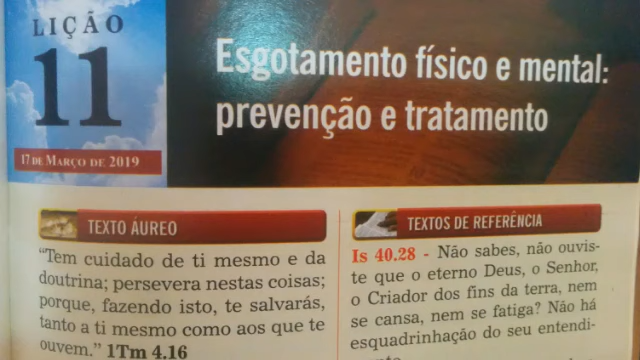 LIÇÃO
11
17 DE MARÇO DE 2019
Esgotamento físico e mental:
prevenção e tratamento
TEXTO ÁUREO
“Tem cuidado de ti mesmo e da
doutrina; persevera nestas coisas;
porque, fazendo isto, te salvarás,
tanto a ti mesmo como aos que te
ouvem.” 1Tm 4.16
TEXTOS DE REFERÊNCIA
Is 40.28 - Não sabes, não ouvis-
te que o eterno Deus, o Senhor,
o Criador dos fins da terra, nem
se cansa, nem se fatiga? Não há
esquadrinhação do seu entendi-